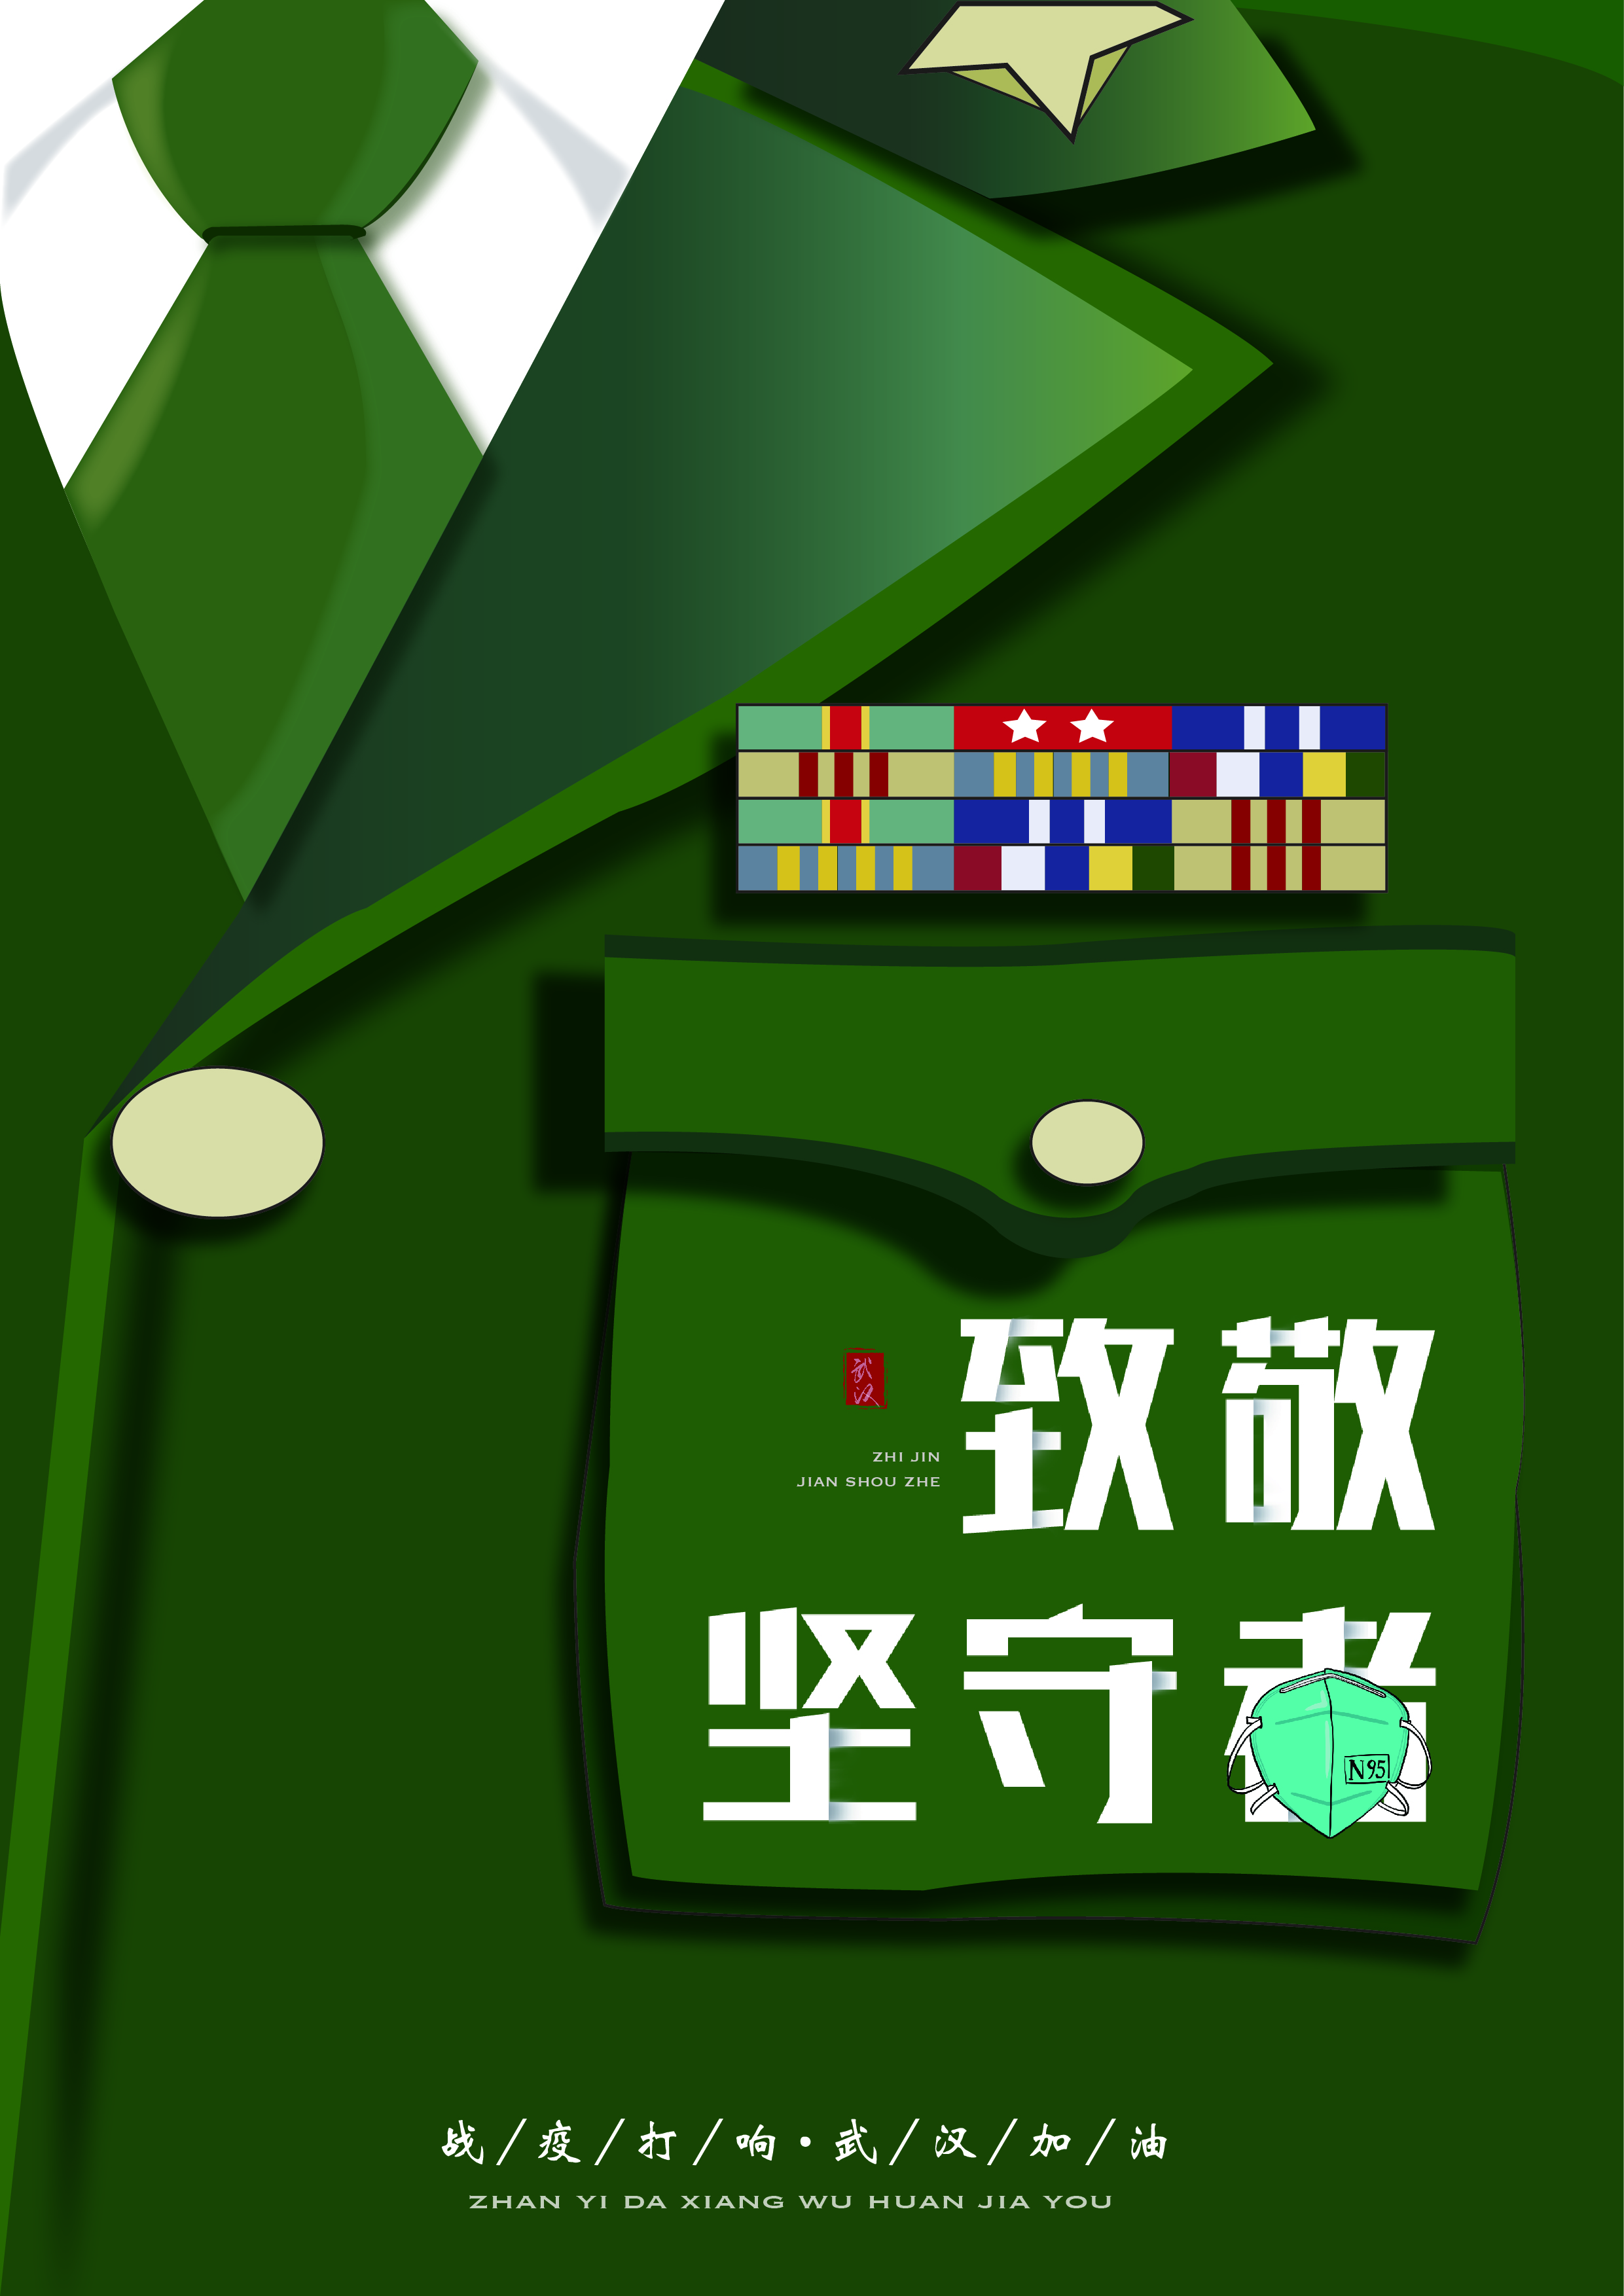 致敬
武汉
ZHI JIN
JIAN SHOU ZHE
坚守者
N95
战/疫/打/响·武/汉/加/油
ZHAN YI DA XIANG WU HUAN JIA YOU